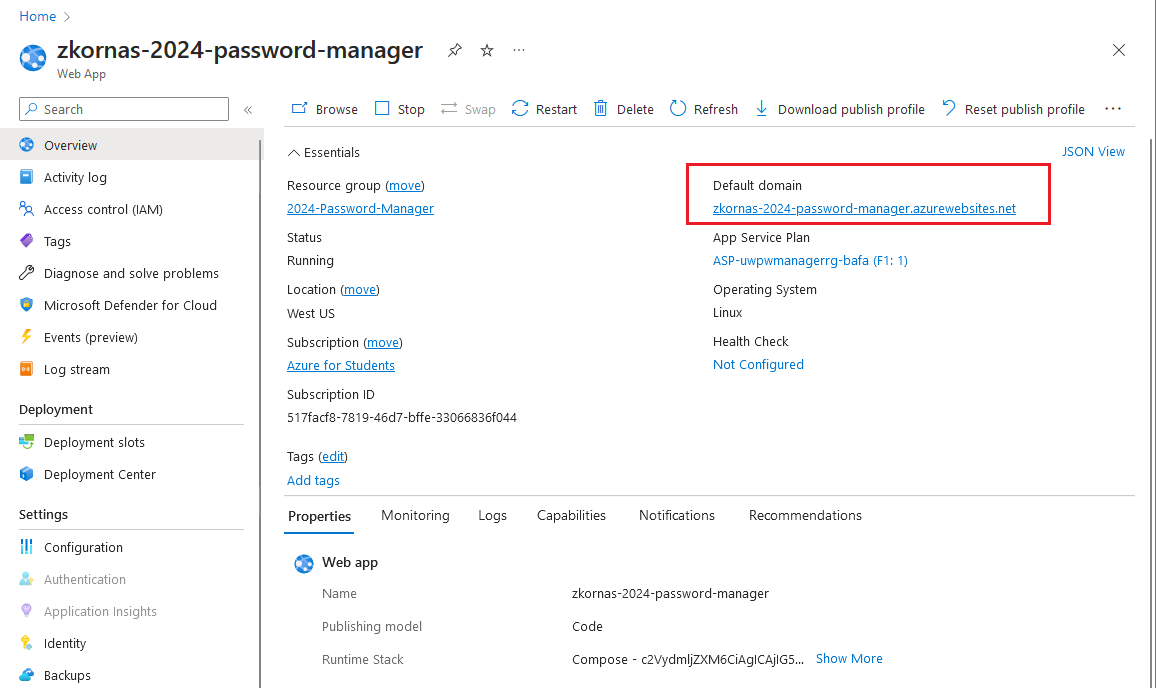 Home
zkornas-2024-password-manager
Web App
Search
Browse Stop Swap Restart Delete Refresh Download publish profile Reset publish profile
Overview
Activity log
Access control (IAM)
Tags
Diagnose and solve problems
Microsoft Defender for Cloud
Events (preview)
Log stream
Deployment
Deployment slots
Deployment Center
Settings
Configuration
Authentication
Application Insights
Identity
Backups
Essentials
JSON View
Resource group (move)
2024-Password-Manager
Status
Running
Location (move)
West US
Subscription (move)
Azure for Students
Subscription ID
517facf8-7819-46d7-bffe-33066836f044
Tags (edit)
Add tags
Default domain
zkornas-2024-password-manager.azurewebsites.net
App Service Plan
ASP-uwpwmanagerrg-bafa (F1: 1)
Operating System
Linux
Health Check
Not Configured
Properties Monitoring Logs Capabilities Notifications Recommendations
Web app
Name zkornas-2024-password-manager
Publishing model Code
Runtime Stack Compose - c2VydmljZXM6CiAgICAjIG5... Show More